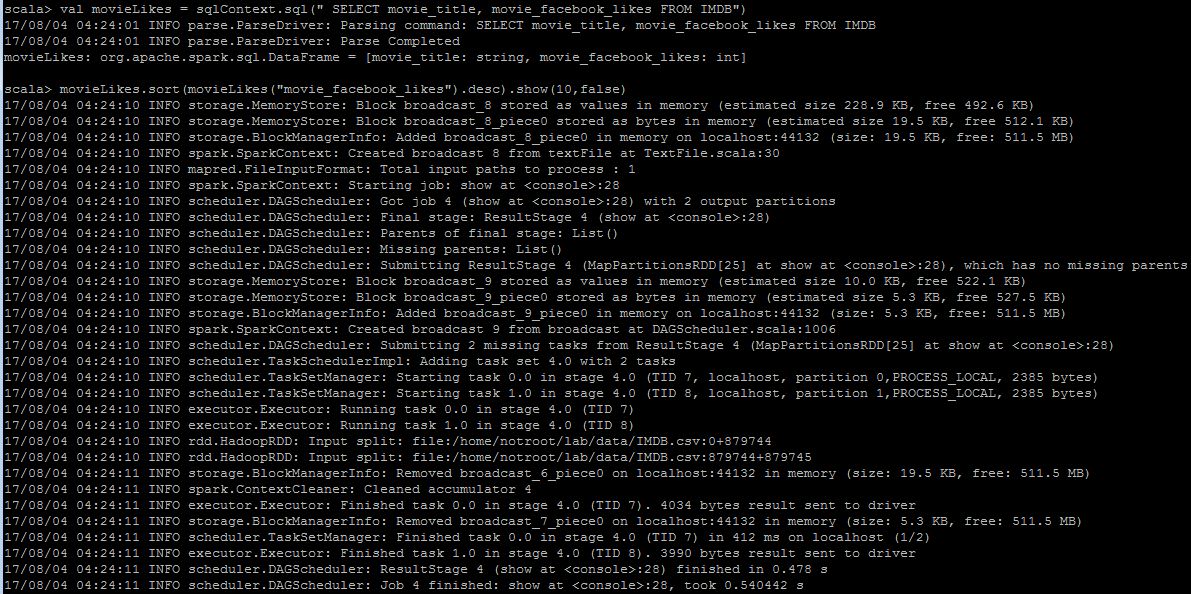 scala> val movieLikes = sqlContext.sql(" SELECT movie_title, movie_facebook_likes FROM IMDB")
17/08/04 04:24:01 INFO parse.ParseDriver: Parsing command: SELECT movie_title, movie_facebook_likes FROM IMDB
17/08/04 04:24:01 INFO parse.ParseDriver: Parse Completed
movieLikes: org.apache.spark.sql.DataFrame = [movie_title: string, movie_facebook_likes: int]
scala> movieLikes.sort(movieLikes("movie_facebook_likes").desc).show(10,false)
17/08/04 04:24:10 INFO storage.MemoryStore: Block broadcast_8 stored as values in memory (estimated size 228.9 KB, free 492.6 KB)
17/08/04 04:24:10 INFO storage.MemoryStore: Block broadcast_8_piece0 stored as bytes in memory (estimated size 19.5 KB, free 512.1 KB)
17/08/04 04:24:10 INFO storage.BlockManagerInfo: Added broadcast_8_piece0 in memory on localhost:44132 (size: 19.5 KB, free: 511.5 MB)
17/08/04 04:24:10 INFO spark.SparkContext: Created broadcast 8 from textFile at TextFile.scala:30
17/08/04 04:24:10 INFO mapred.FileInputFormat: Total input paths to process : 1
17/08/04 04:24:10 INFO spark.SparkContext: Starting job: show at <console>:28
17/08/04 04:24:10 INFO scheduler.DAGScheduler: Got job 4 (show at <console>:28) with 2 output partitions
17/08/04 04:24:10 INFO scheduler.DAGScheduler: Final stage: ResultStage 4 (show at <console>:28)
17/08/04 04:24:10 INFO scheduler.DAGScheduler: Parents of final stage: List()
17/08/04 04:24:10 INFO scheduler.DAGScheduler: Missing parents: List()
17/08/04 04:24:10 INFO scheduler.DAGScheduler: Submitting ResultStage 4 (MapPartitionsRDD[25] at show at <console>:28), which has no missing parents
17/08/04 04:24:10 INFO storage.MemoryStore: Block broadcast_9 stored as values in memory (estimated size 10.0 KB, free 522.1 KB)
17/08/04 04:24:10 INFO storage.MemoryStore: Block broadcast_9_piece0 stored as bytes in memory (estimated size 5.3 KB, free 527.5 KB)
17/08/04 04:24:10 INFO storage.BlockManagerInfo: Added broadcast_9_piece0 in memory on localhost:44132 (size: 5.3 KB, free: 511.5 MB)
17/08/04 04:24:10 INFO spark.SparkContext: Created broadcast 9 from broadcast at DAGScheduler.scala:1006
17/08/04 04:24:10 INFO scheduler.DAGScheduler: Submitting 2 missing tasks from ResultStage 4 (MapPartitionsRDD[25] at show at <console>:28)
17/08/04 04:24:10 INFO scheduler.TaskSchedulerImpl: Adding task set 4.0 with 2 tasks
17/08/04 04:24:10 INFO scheduler.TaskSetManager: Starting task 0.0 in stage 4.0 (TID 7, localhost, partition 0,PROCESS_LOCAL, 2385 bytes)
17/08/04 04:24:10 INFO scheduler.TaskSetManager: Starting task 1.0 in stage 4.0 (TID 8, localhost, partition 1,PROCESS_LOCAL, 2385 bytes)
17/08/04 04:24:10 INFO executor.Executor: Running task 0.0 in stage 4.0 (TID 7)
17/08/04 04:24:10 INFO executor.Executor: Running task 1.0 in stage 4.0 (TID 8)
17/08/04 04:24:10 INFO rdd.HadoopRDD: Input split: file:/home/notroot/lab/data/IMDB.csv:0+879744
17/08/04 04:24:10 INFO rdd.HadoopRDD: Input split: file:/home/notroot/lab/data/IMDB.csv:879744+879745
17/08/04 04:24:11 INFO storage.BlockManagerInfo: Removed broadcast_6_piece0 on localhost:44132 in memory (size: 19.5 KB, free: 511.5 MB)
17/08/04 04:24:11 INFO spark.ContextCleaner: Cleaned accumulator 4
17/08/04 04:24:11 INFO executor.Executor: Finished task 0.0 in stage 4.0 (TID 7). 4034 bytes result sent to driver
17/08/04 04:24:11 INFO storage.BlockManagerInfo: Removed broadcast_7_piece0 on localhost:44132 in memory (size: 5.3 KB, free: 511.5 MB)
17/08/04 04:24:11 INFO scheduler.TaskSetManager: Finished task 0.0 in stage 4.0 (TID 7) in 412 ms on localhost (1/2)
17/08/04 04:24:11 INFO executor.Executor: Finished task 1.0 in stage 4.0 (TID 8). 3990 bytes result sent to driver
17/08/04 04:24:11 INFO scheduler.DAGScheduler: ResultStage 4 (show at <console>:28) finished in 0.478 s
17/08/04 04:24:11 INFO scheduler.DAGScheduler: Job 4 finished: show at <console>:28, took 0.540442 s